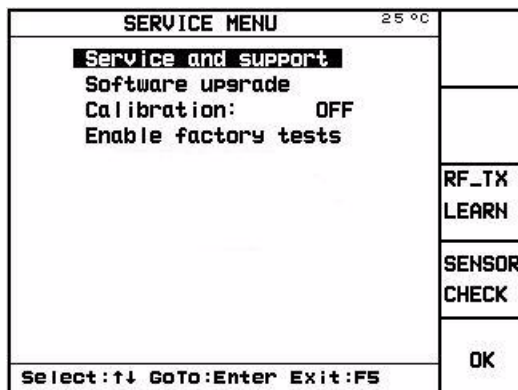 SERVICE MENU 25 °C
Service and support
Software upgrade
Calibration: OFF
Enable factory tests
RF_TX
LEARN
SENSOR
CHECK
OK
Select:↑↓ GoTo:Enter Exit:F5